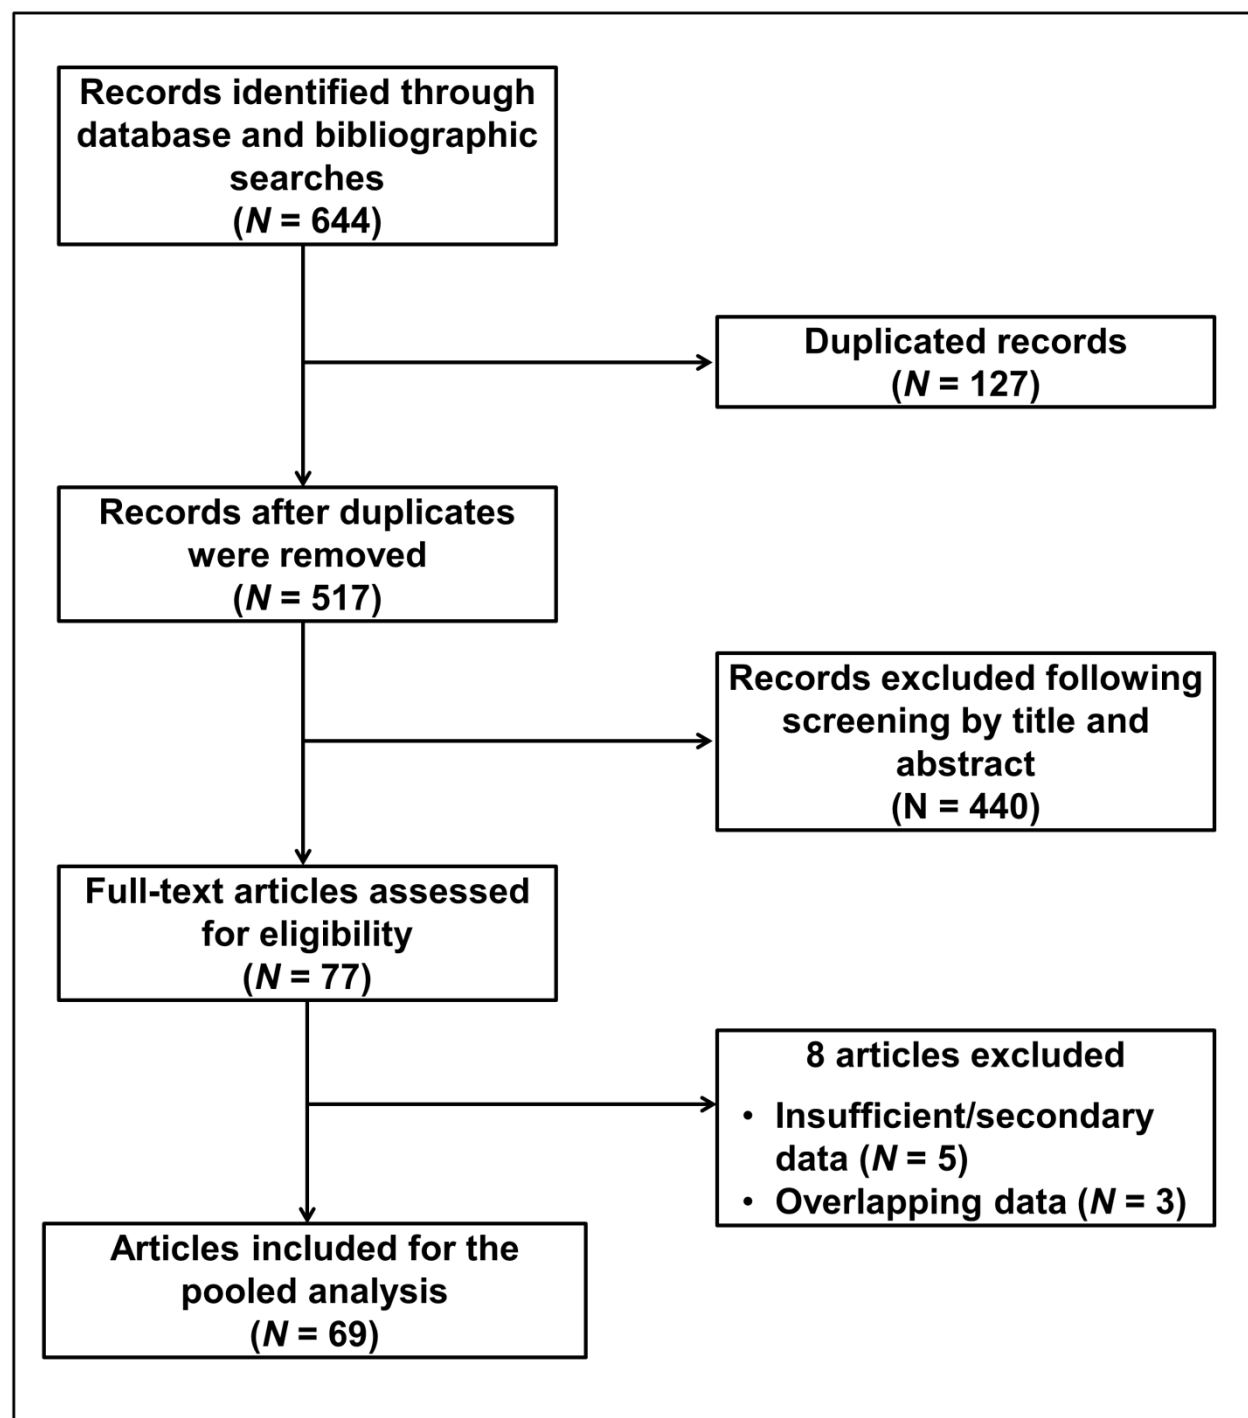 Records identified through
database and bibliographic
searches
(N = 644)
Duplicated records
(N = 127)
Records after duplicates
were removed
(N = 517)
Records excluded following
screening by title and
abstract
(N = 440)
Full-text articles assessed
for eligibility
(N = 77)
8 articles excluded
• Insufficient/secondary
data (N = 5)
• Overlapping data (N = 3)
Articles included for the
pooled analysis
(N = 69)